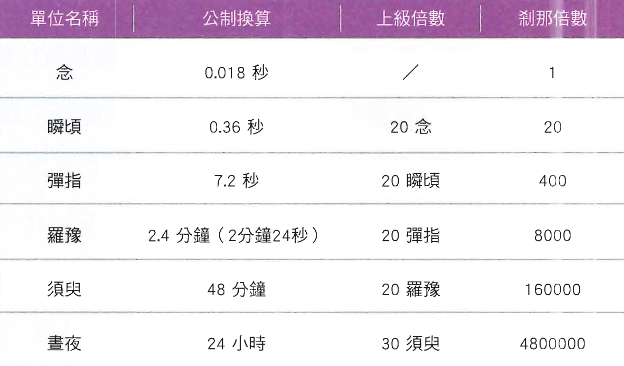 單位名稱 公制換算 上級倍數 剎那倍數
念 0.018 秒 ／ 1
瞬頃 0.36 秒 20 念 20
彈指 7.2 秒 20 瞬頃 400
羅豫 2.4 分鐘（2分鐘24秒） 20 彈指 8000
須臾 48 分鐘 20 羅豫 160000
晝夜 24 小時 30 須臾 4800000